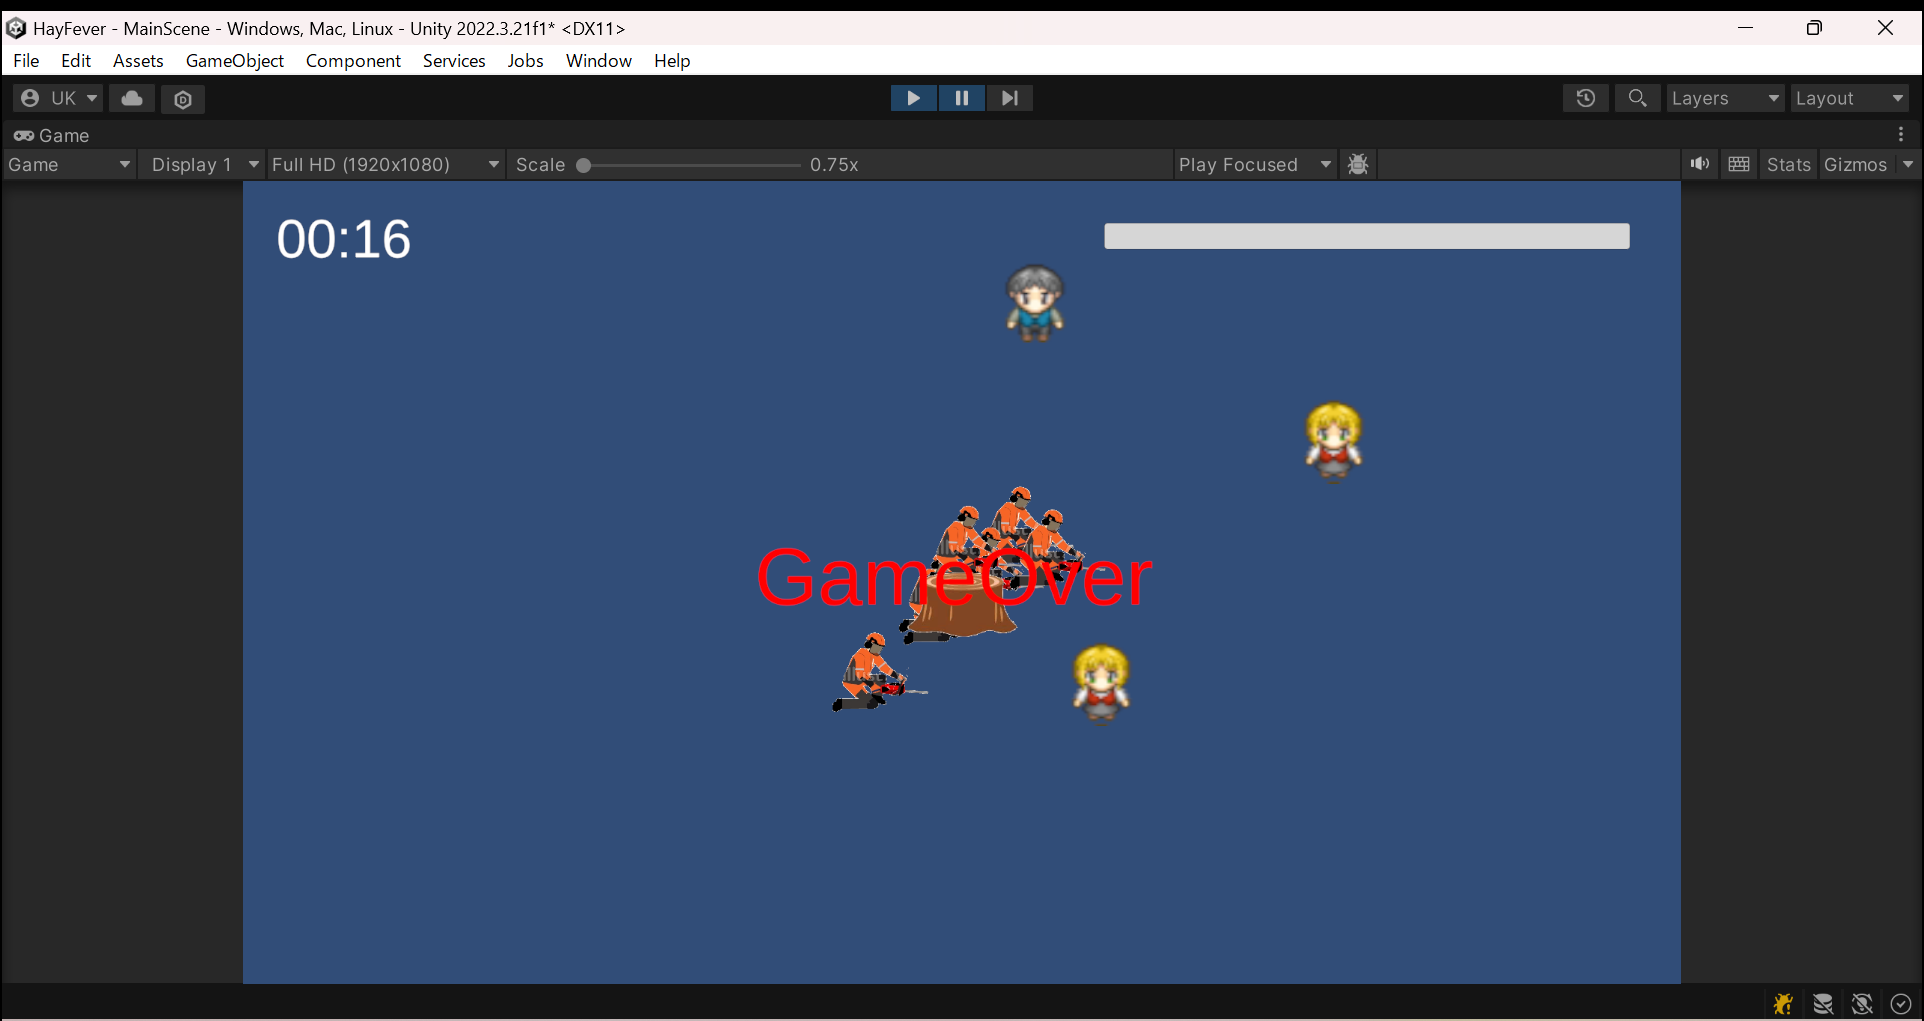 HayFever - MainScene - Windows, Mac, Linux - Unity 2022.3.21f1* <DX11>
File Edit Assets GameObject Component Services Jobs Window Help
UK Layers Layout
Game
Game Display 1 Full HD (1920x1080) Scale 0.75x Play Focused Stats Gizmos
00:16
GameOver